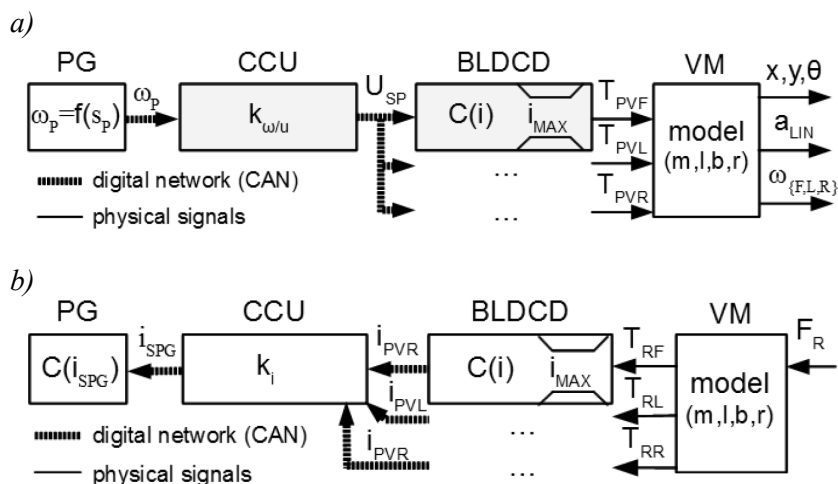 a)
PG CCU BLDCD VM
ωP=f(sP) ωP kω/u USP C(i) iMAX TPVF model (m,l,b,r) x,y,θ
TPVL aLIN
... TPVR ω{F,L,R}
...
digital network (CAN)
physical signals
b)
PG CCU BLDCD VM
C(iSPG) iSPG ki iPVR C(i) iMAX TRF model (m,l,b,r) FR
iPVL TRL
iPVR ... TRR
...
digital network (CAN)
physical signals